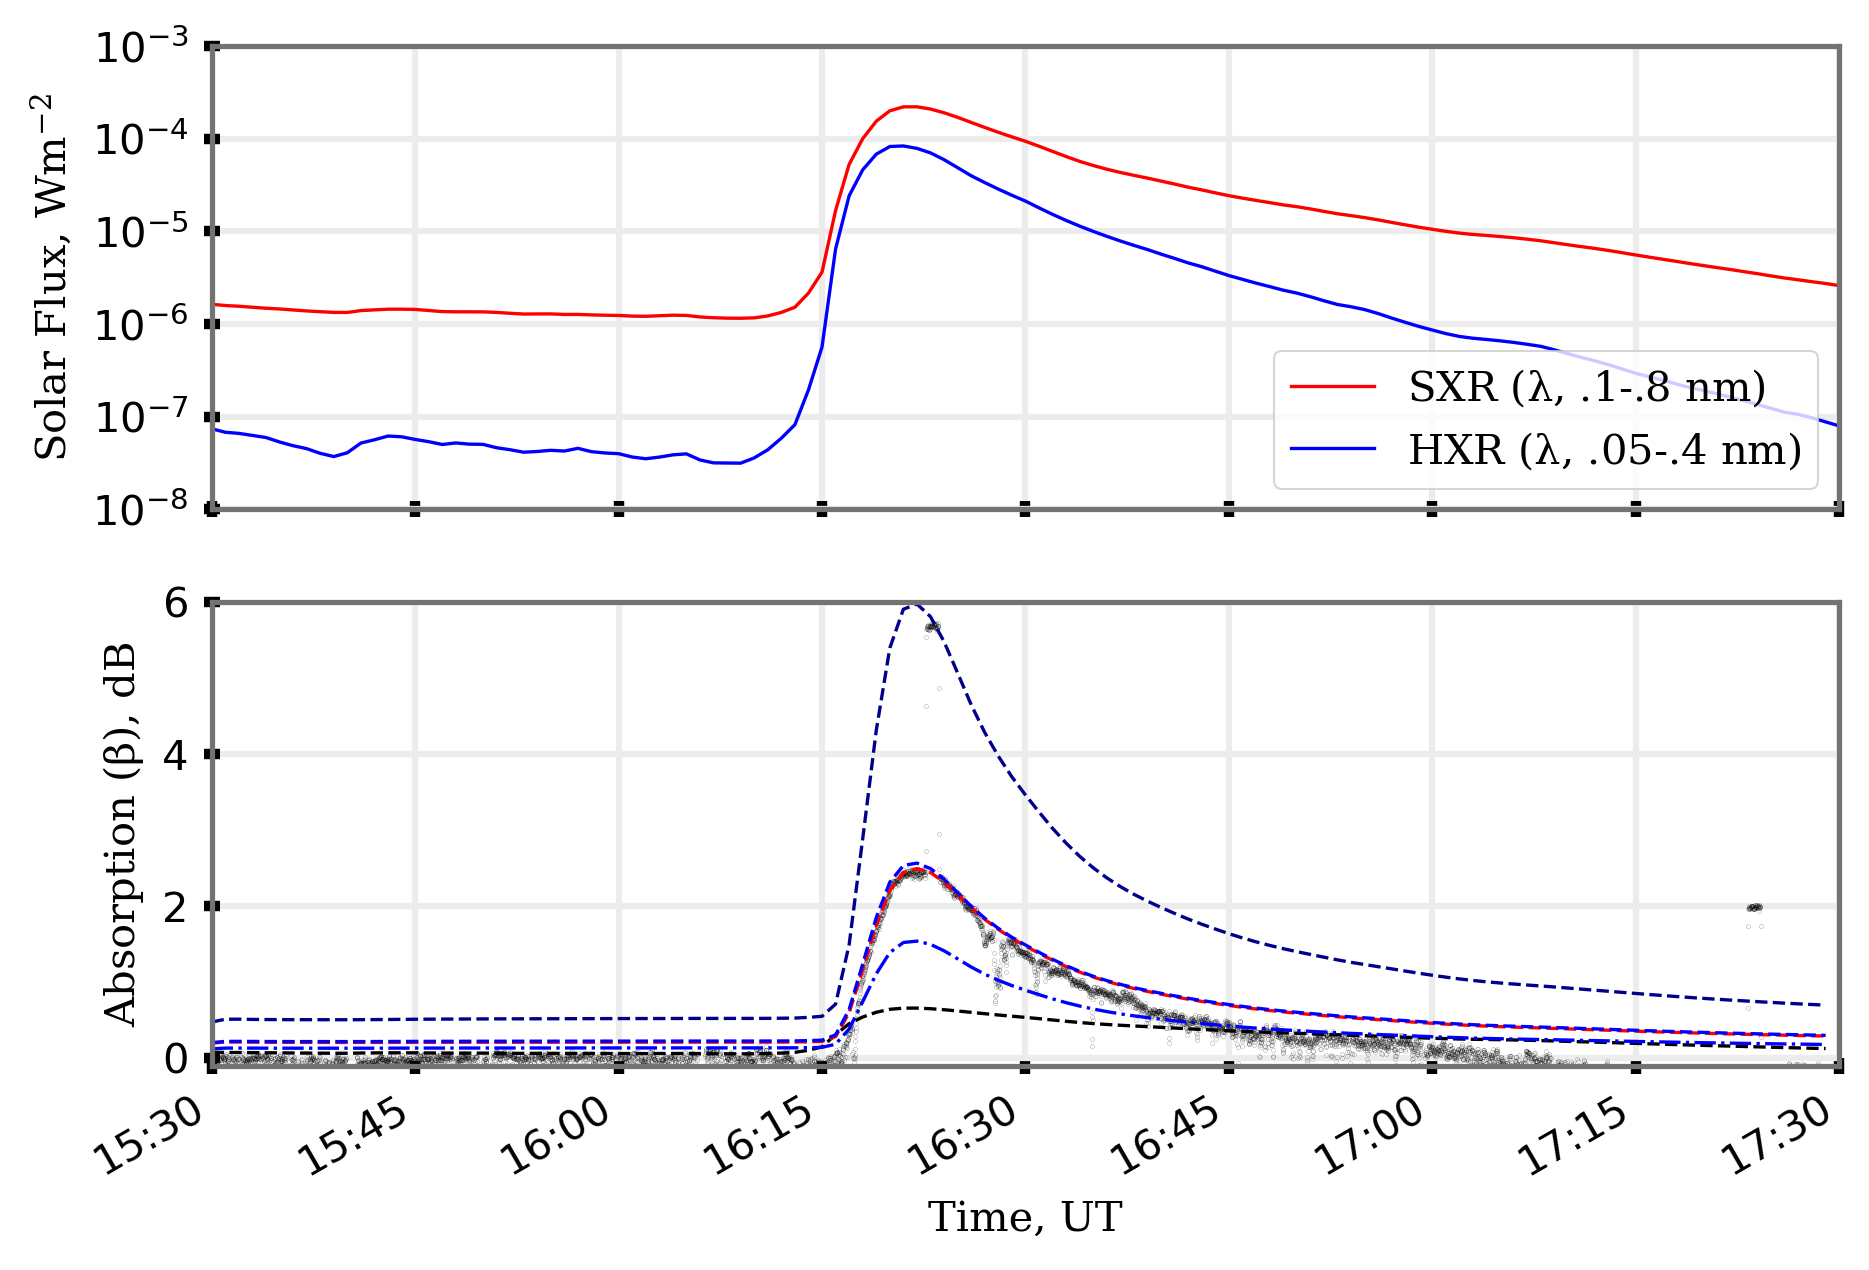 Solar Flux, Wm⁻²
10⁻³
10⁻⁴
10⁻⁵
10⁻⁶
10⁻⁷
10⁻⁸
SXR (λ, .1-.8 nm)
HXR (λ, .05-.4 nm)
Absorption (β), dB
6
4
2
0
15:30 15:45 16:00 16:15 16:30 16:45 17:00 17:15 17:30
Time, UT